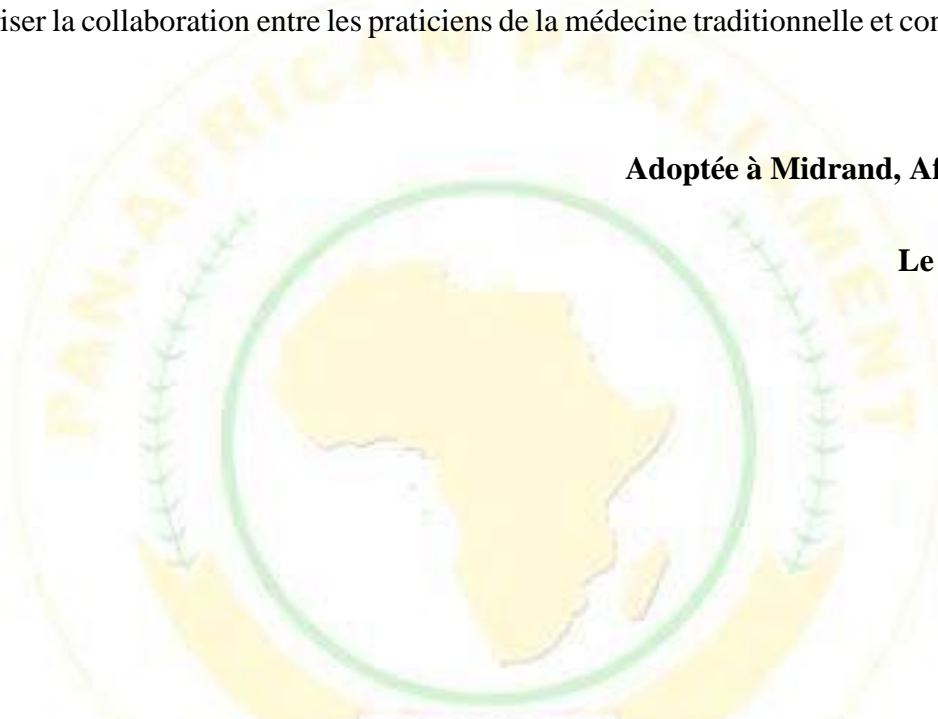 iser la collaboration entre les praticiens de la médecine traditionnelle et con
Adoptée à Midrand, Af
Le
PAN-AFRICAN PARLIAMENT